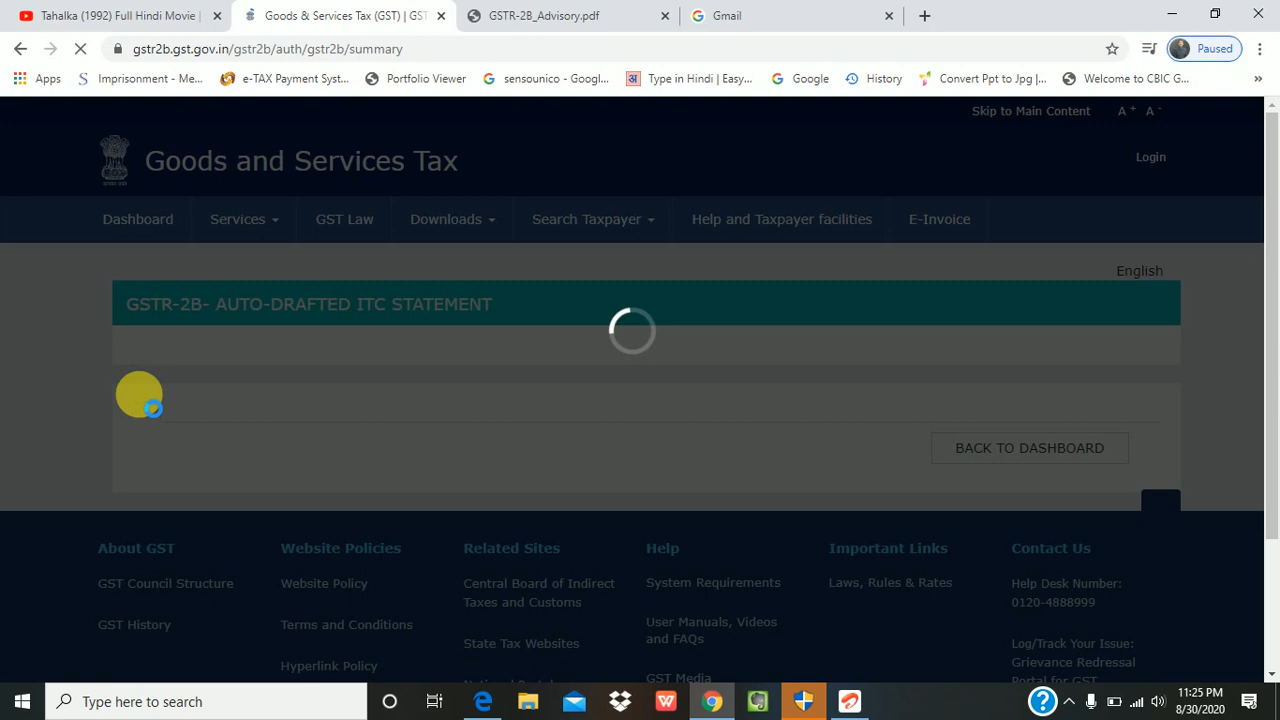 Tahalka (1992) Full Hindi Movie |
Goods & Services Tax (GST) | GST
GSTR-2B_Advisory.pdf
Gmail
gstr2b.gst.gov.in/gstr2b/auth/gstr2b/summary
Paused
Apps
Imprisonment - Me...
e-TAX Payment Syst...
Portfolio Viewer
sensounico - Googl...
Type in Hindi | Easy...
Google
History
Convert Ppt to Jpg |...
Welcome to CBIC G...
Skip to Main Content A+ A-
Goods and Services Tax
Login
Dashboard Services GST Law Downloads Search Taxpayer Help and Taxpayer facilities E-Invoice
English
GSTR-2B- AUTO-DRAFTED ITC STATEMENT
BACK TO DASHBOARD
About GST
GST Council Structure
GST History
Website Policies
Website Policy
Terms and Conditions
Hyperlink Policy
Related Sites
Central Board of Indirect
Taxes and Customs
State Tax Websites
National Portal
Help
System Requirements
User Manuals, Videos
and FAQs
GST Media
Important Links
Laws, Rules & Rates
Contact Us
Help Desk Number:
0120-4888999
Log/Track Your Issue:
Grievance Redressal
Portal for GST
Type here to search
11:25 PM
8/30/2020